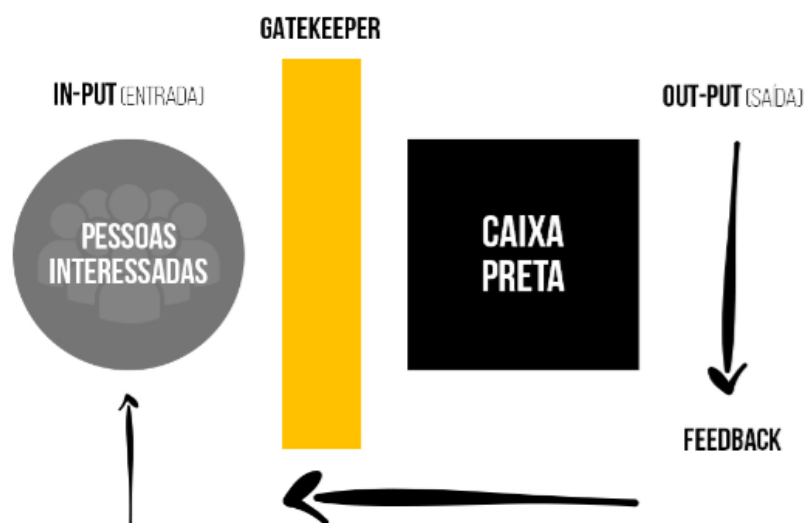 GATEKEEPER
IN-PUT (ENTRADA)
OUT-PUT (SAÍDA)
PESSOAS
INTERESSADAS
CAIXA
PRETA
FEEDBACK